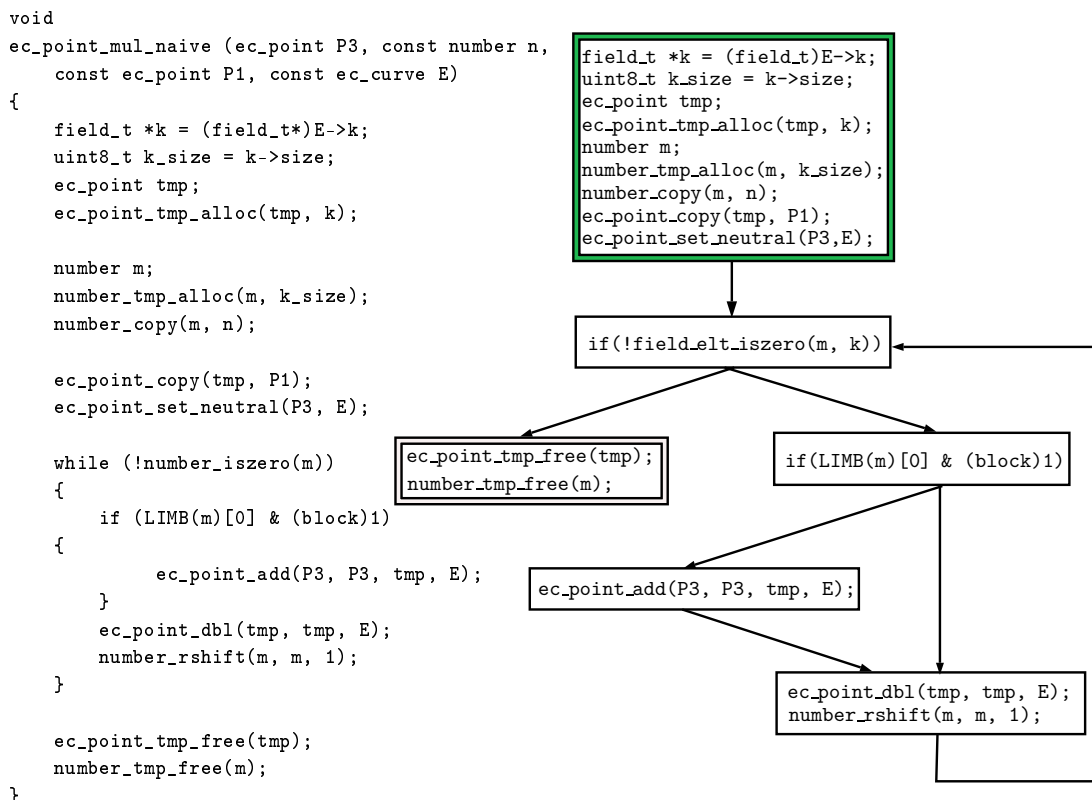 void
ec_point_mul_naive (ec_point P3, const number n,
const ec_point P1, const ec_curve E)
{
field_t *k = (field_t*)E->k;
uint8_t k_size = k->size;
ec_point tmp;
ec_point_tmp_alloc(tmp, k);
number m;
number_tmp_alloc(m, k_size);
number_copy(m, n);
ec_point_copy(tmp, P1);
ec_point_set_neutral(P3, E);
while (!number_iszero(m))
{
if (LIMB(m)[0] & (block)1)
{
ec_point_add(P3, P3, tmp, E);
}
ec_point_dbl(tmp, tmp, E);
number_rshift(m, m, 1);
}
ec_point_tmp_free(tmp);
number_tmp_free(m);
}
field_t *k = (field_t)E->k;
uint8_t k_size = k->size;
ec_point tmp;
ec_point_tmp_alloc(tmp, k);
number m;
number_tmp_alloc(m, k_size);
number_copy(m, n);
ec_point_copy(tmp, P1);
ec_point_set_neutral(P3,E);
if(!field_elt_iszero(m, k))
ec_point_tmp_free(tmp);
number_tmp_free(m);
if(LIMB(m)[0] & (block)1)
ec_point_add(P3, P3, tmp, E);
ec_point_dbl(tmp, tmp, E);
number_rshift(m, m, 1);